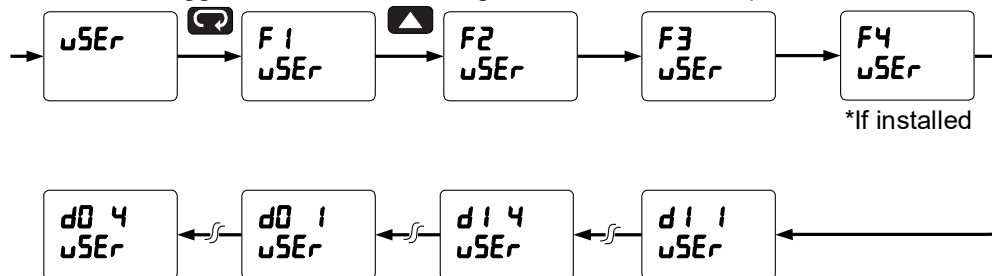 uSEr
F1
uSEr
F2
uSEr
F3
uSEr
F4
uSEr
*If installed
dO 4
uSEr
dO 1
uSEr
dI 4
uSEr
dI 1
uSEr